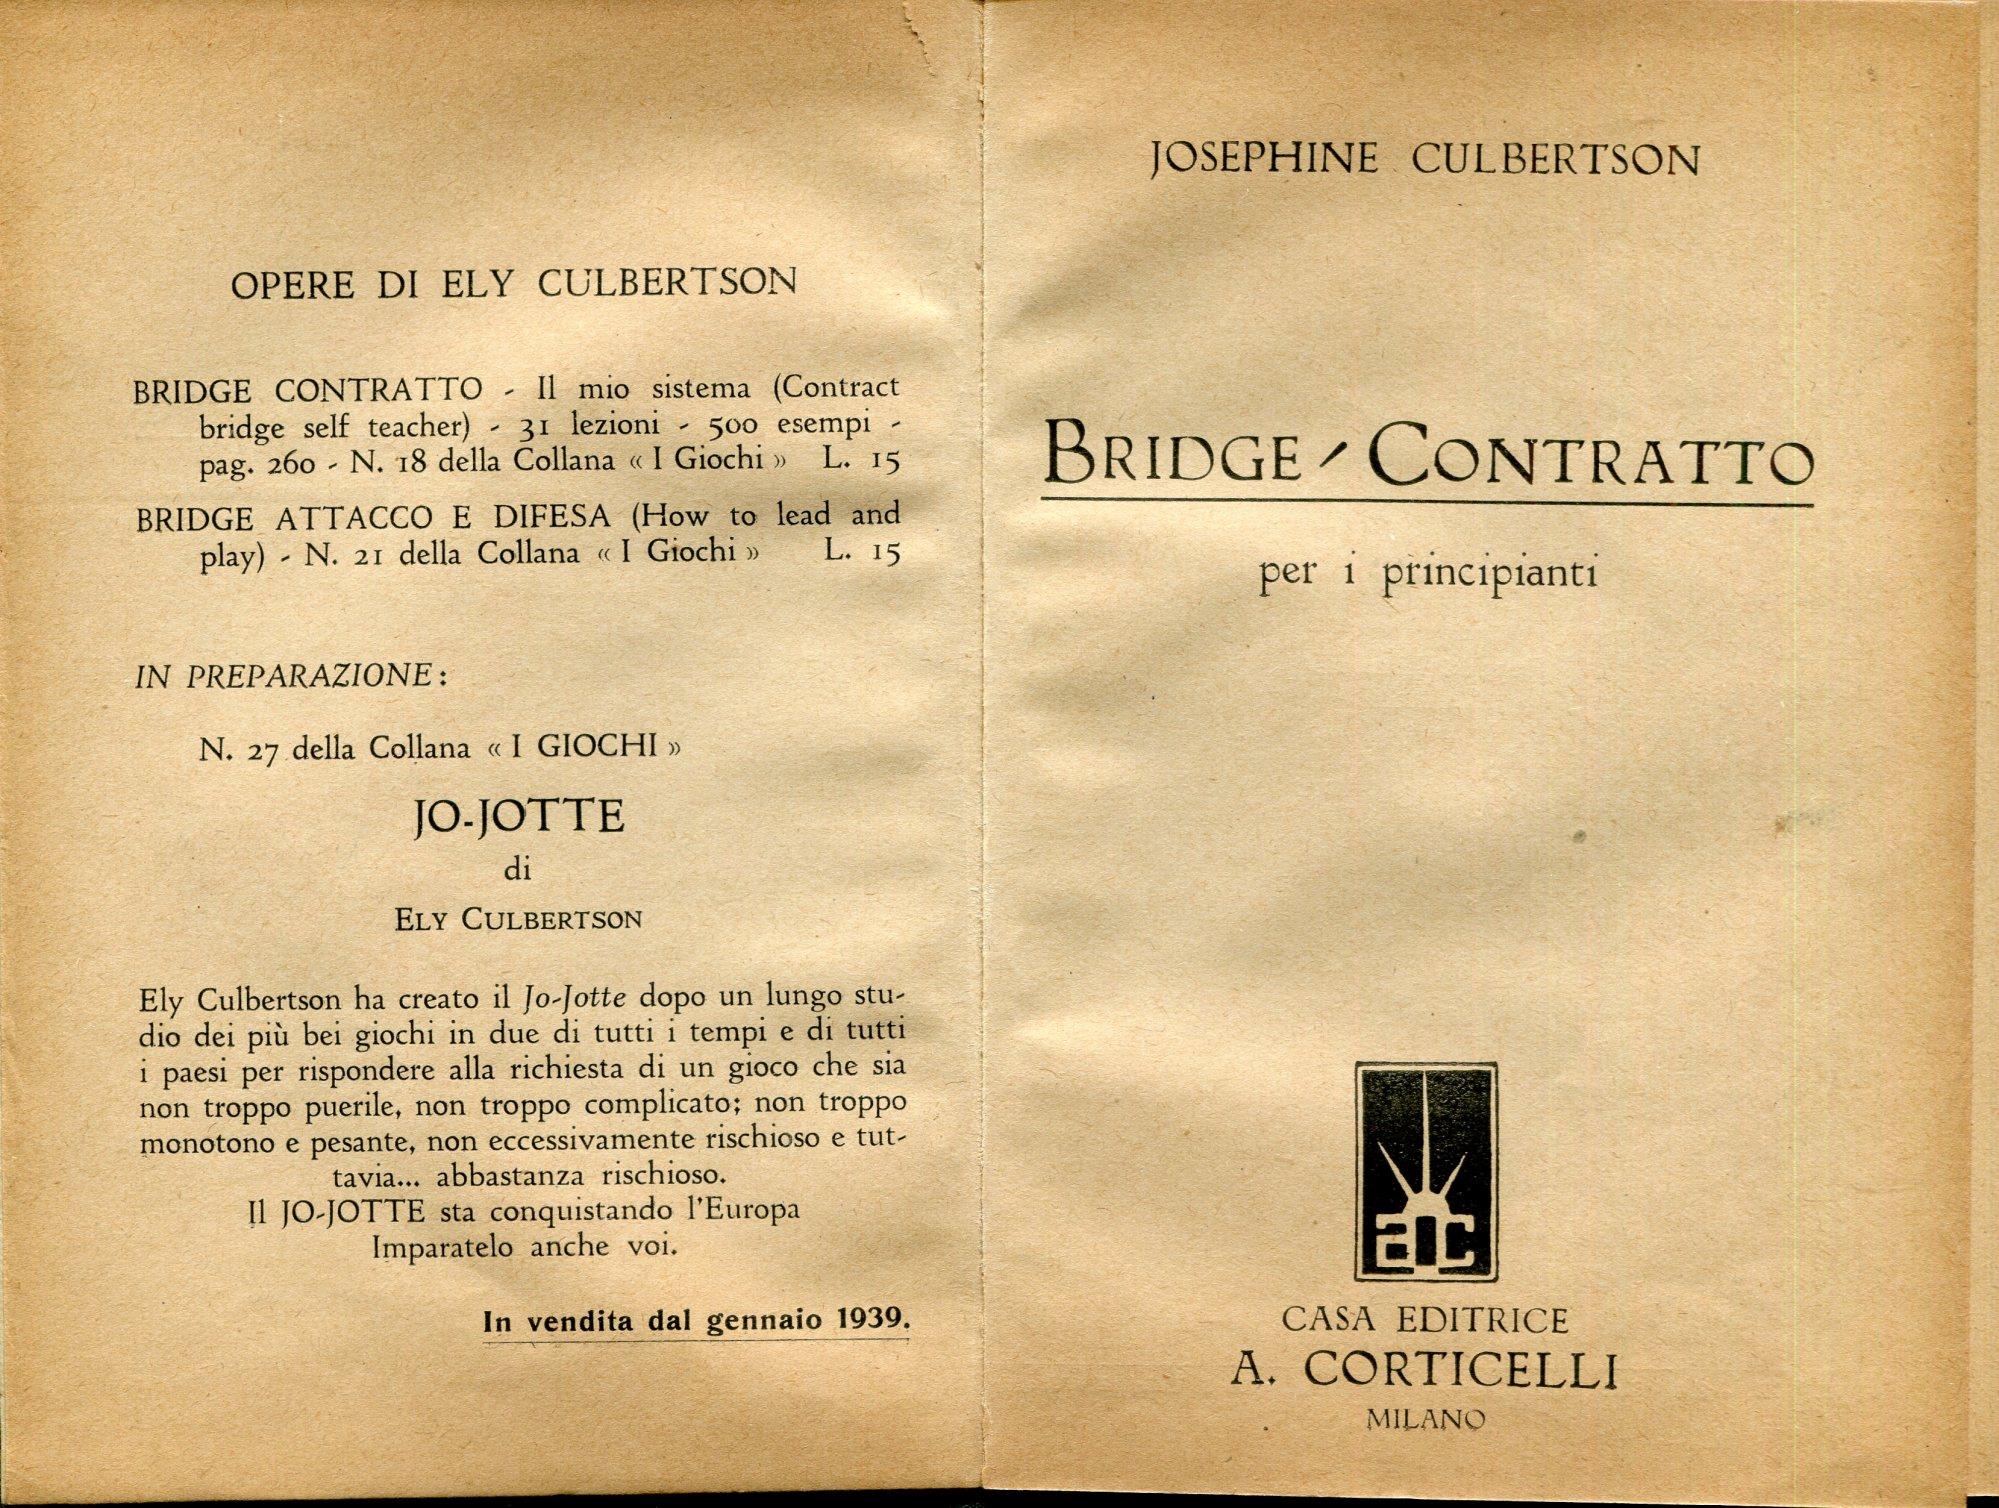 OPERE DI ELY CULBERTSON
BRIDGE CONTRATTO - Il mio sistema (Contract
bridge self teacher) - 31 lezioni - 500 esempi -
pag. 260 - N. 18 della Collana « I Giochi » L. 15
BRIDGE ATTACCO E DIFESA (How to lead and
play) - N. 21 della Collana « I Giochi » L. 15
IN PREPARAZIONE:
N. 27 della Collana « I GIOCHI »
JO-JOTTE
di
ELY CULBERTSON
Ely Culbertson ha creato il Jo-Jotte dopo un lungo stu-
dio dei più bei giochi in due di tutti i tempi e di tutti
i paesi per rispondere alla richiesta di un gioco che sia
non troppo puerile, non troppo complicato; non troppo
monotono e pesante, non eccessivamente rischioso e tut-
tavia... abbastanza rischioso.
Il JO-JOTTE sta conquistando l'Europa
Imparatelo anche voi.
In vendita dal gennaio 1939.
JOSEPHINE CULBERTSON
BRIDGE - CONTRATTO
per i principianti
aic
CASA EDITRICE
A. CORTICELLI
MILANO